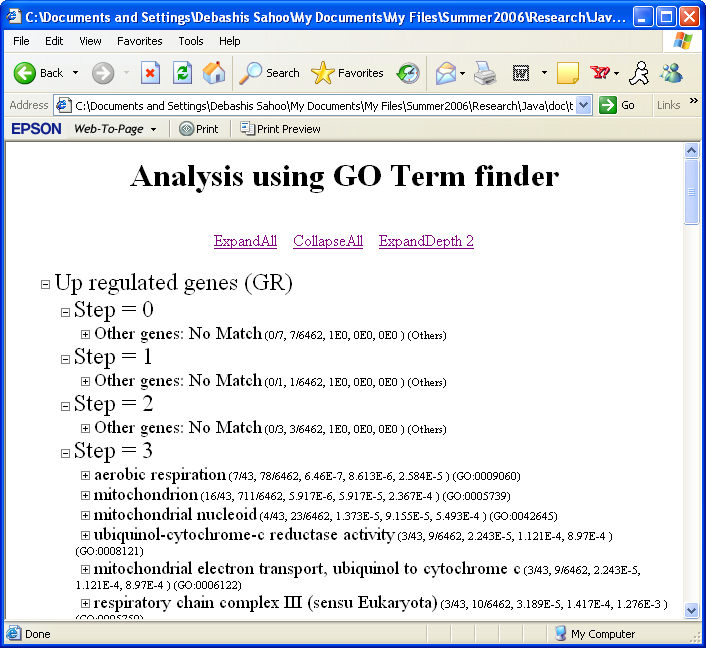 C:\Documents and Settings\Debashis Sahoo\My Documents\My Files\Summer2006\Research\Java\...
File Edit View Favorites Tools Help
Back Search Favorites
Address C:\Documents and Settings\Debashis Sahoo\My Documents\My Files\Summer2006\Research\Java\doc\t Go Links »
EPSON Web-To-Page Print Print Preview
Analysis using GO Term finder
ExpandAll CollapseAll ExpandDepth 2
Up regulated genes (GR)
Step = 0
Other genes: No Match (0/7, 7/6462, 1E0, 0E0, 0E0 ) (Others)
Step = 1
Other genes: No Match (0/1, 1/6462, 1E0, 0E0, 0E0 ) (Others)
Step = 2
Other genes: No Match (0/3, 3/6462, 1E0, 0E0, 0E0 ) (Others)
Step = 3
aerobic respiration (7/43, 78/6462, 6.46E-7, 8.613E-6, 2.584E-5 ) (GO:0009060)
mitochondrion (16/43, 711/6462, 5.917E-6, 5.917E-5, 2.367E-4 ) (GO:0005739)
mitochondrial nucleoid (4/43, 23/6462, 1.373E-5, 9.155E-5, 5.493E-4 ) (GO:0042645)
ubiquinol-cytochrome-c reductase activity (3/43, 9/6462, 2.243E-5, 1.121E-4, 8.97E-4 )
(GO:0008121)
mitochondrial electron transport, ubiquinol to cytochrome c (3/43, 9/6462, 2.243E-5,
1.121E-4, 8.97E-4 ) (GO:0006122)
respiratory chain complex III (sensu Eukaryota) (3/43, 10/6462, 3.189E-5, 1.417E-4, 1.276E-3 )
(GO:0005750)
Done My Computer